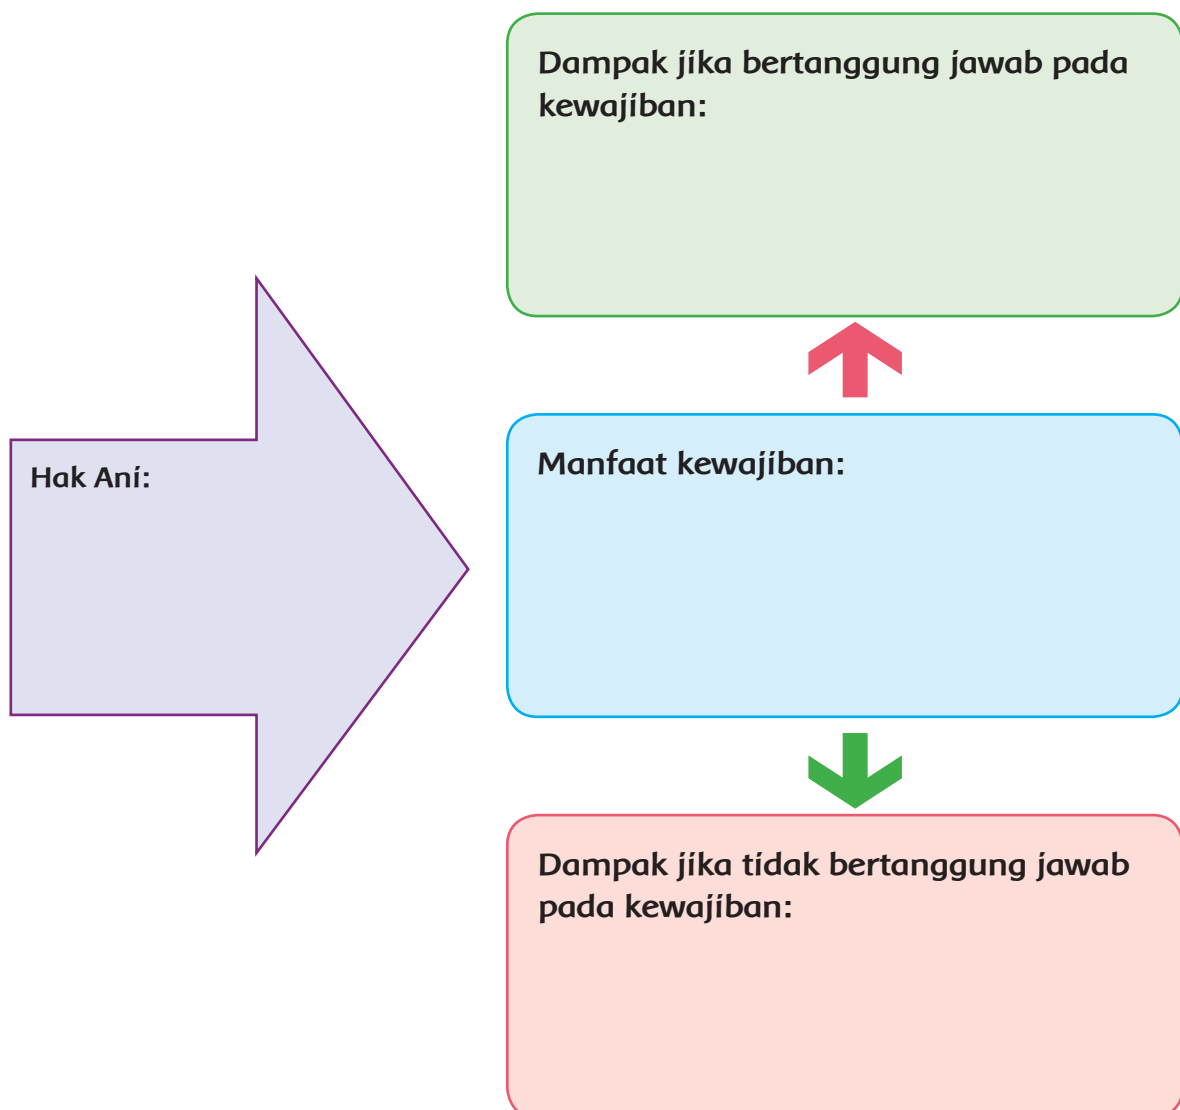 Dampak jika bertanggung jawab pada
kewajiban:
Hak Ani:
Manfaat kewajiban:
Dampak jika tidak bertanggung jawab
pada kewajiban: